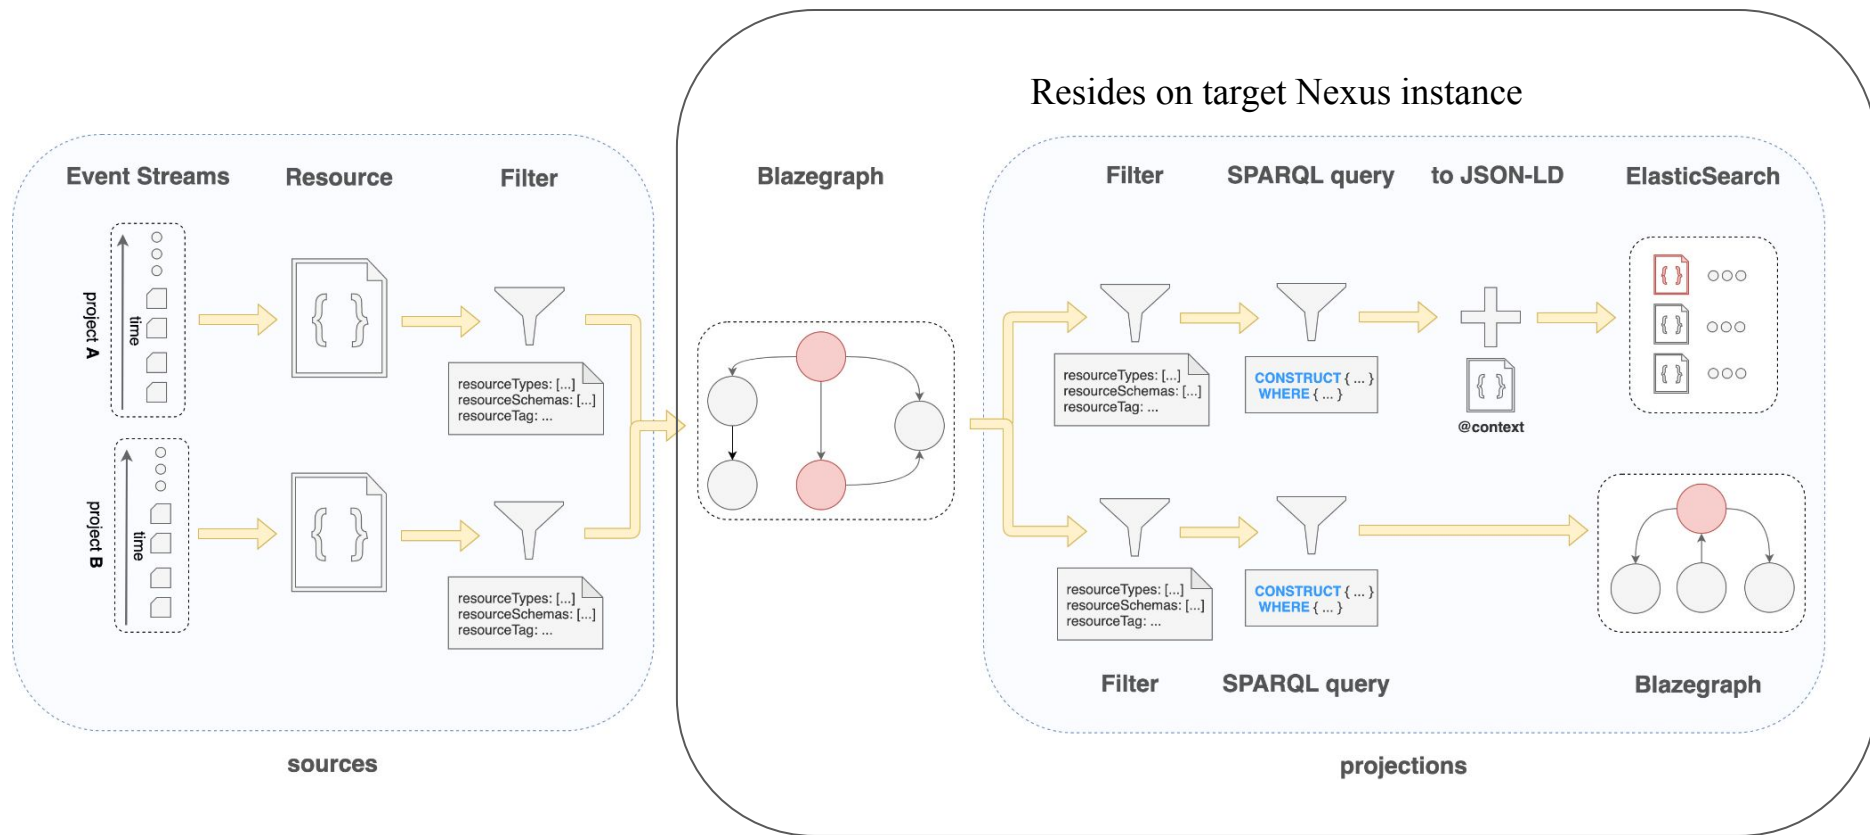 Resides on target Nexus instance
Event Streams
Resource
Filter
project A
time
{ }
resourceTypes: [...]
resourceSchemas: [...]
resourceTag: ...
project B
time
{ }
resourceTypes: [...]
resourceSchemas: [...]
resourceTag: ...
sources
Blazegraph
Filter
SPARQL query
to JSON-LD
ElasticSearch
resourceTypes: [...]
resourceSchemas: [...]
resourceTag: ...
CONSTRUCT { ... }
WHERE { ... }
{ }
@context
{ }
{ }
{ }
resourceTypes: [...]
resourceSchemas: [...]
resourceTag: ...
CONSTRUCT { ... }
WHERE { ... }
Filter
SPARQL query
Blazegraph
projections